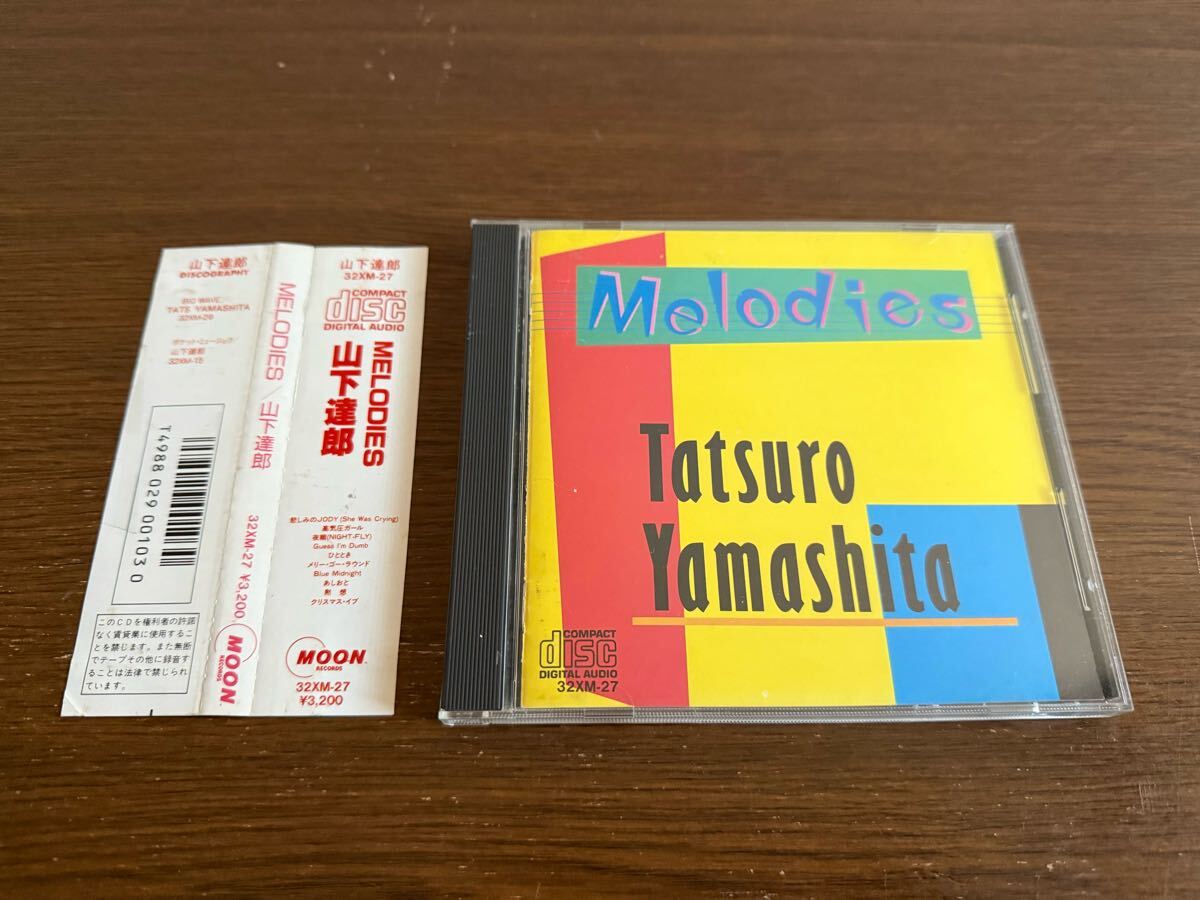 山下達郎
DISCOGRAPHY
BIG WAVE
TATS YAMASHITA
32XM-26
ポケット・ミュージック
山下達郎
32XM-15
T4988 029 00103 0
このCDを権利者の許諾
なく賃貸業に使用するこ
とを禁じます。また無断
でテープその他に録音す
ることは法律で禁じられ
ています。
MELODIES／山下達郎
32XM-27 ¥3,200
MOON
RECORDS
山下達郎
32XM-27
COMPACT
disc
DIGITAL AUDIO
MELODIES
山下達郎
悲しみのJODY (She Was Crying)
高気圧ガール
夜翔(NIGHT-FLY)
Guess I'm Dumb
ひととき
メリー・ゴー・ラウンド
Blue Midnight
あしおと
黙想
クリスマス・イブ
MOON
RECORDS
32XM-27
¥3,200
Melodies
Tatsuro
Yamashita
COMPACT
disc
DIGITAL AUDIO
32XM-27